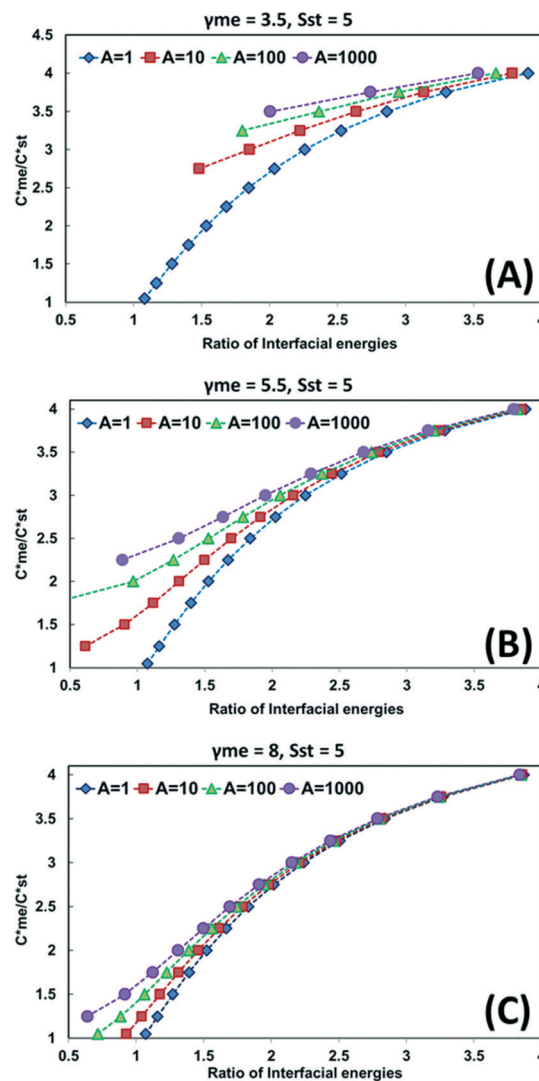 γme = 3.5, Sst = 5
4.5
A=1 A=10 A=100 A=1000
4
3.5
3
2.5
2
1.5
1
C*me/C*st
(A)
0.5 1 1.5 2 2.5 3 3.5 4
Ratio of Interfacial energies
γme = 5.5, Sst = 5
4
A=1 A=10 A=100 A=1000
3.5
3
2.5
2
1.5
1
C*me/C*st
(B)
0.5 1 1.5 2 2.5 3 3.5 4
Ratio of Interfacial energies
γme = 8, Sst = 5
4
A=1 A=10 A=100 A=1000
3.5
3
2.5
2
1.5
1
C*me/C*st
(C)
0.5 1 1.5 2 2.5 3 3.5 4
Ratio of Interfacial energies